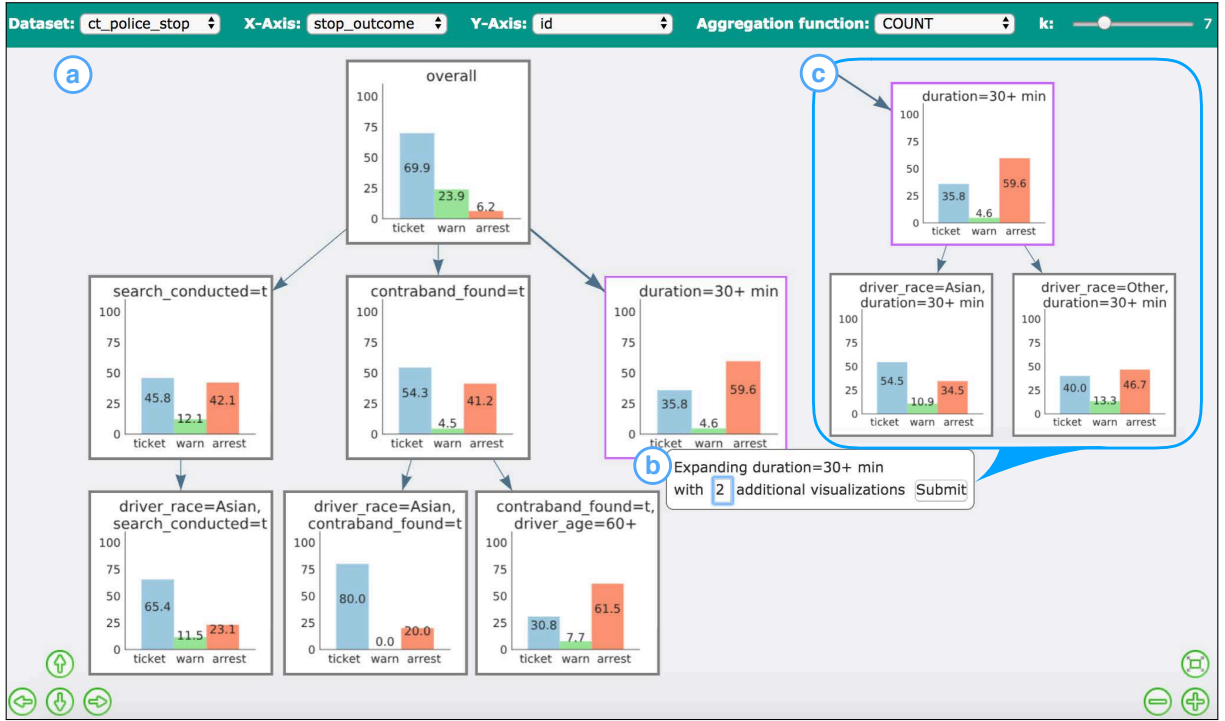 Dataset: ct_police_stop X-Axis: stop_outcome Y-Axis: id Aggregation function: COUNT k: 7
a
overall
100
75
50
25
0
69.9
23.9
6.2
ticket warn arrest
search_conducted=t
100
75
50
25
0
45.8
12.1
42.1
ticket warn arrest
contraband_found=t
100
75
50
25
0
54.3
4.5
41.2
ticket warn arrest
duration=30+ min
100
75
50
25
0
35.8
4.6
59.6
ticket warn arrest
driver_race=Asian,
search_conducted=t
100
75
50
25
0
65.4
11.5
23.1
ticket warn arrest
driver_race=Asian,
contraband_found=t
100
75
50
25
0
80.0
0.0
20.0
ticket warn arrest
contraband_found=t,
driver_age=60+
100
75
50
25
0
30.8
7.7
61.5
ticket warn arrest
b
Expanding duration=30+ min
with 2 additional visualizations Submit
c
duration=30+ min
100
75
50
25
0
35.8
4.6
59.6
ticket warn arrest
driver_race=Asian,
duration=30+ min
100
75
50
25
0
54.5
10.9
34.5
ticket warn arrest
driver_race=Other,
duration=30+ min
100
75
50
25
0
40.0
13.3
46.7
ticket warn arrest